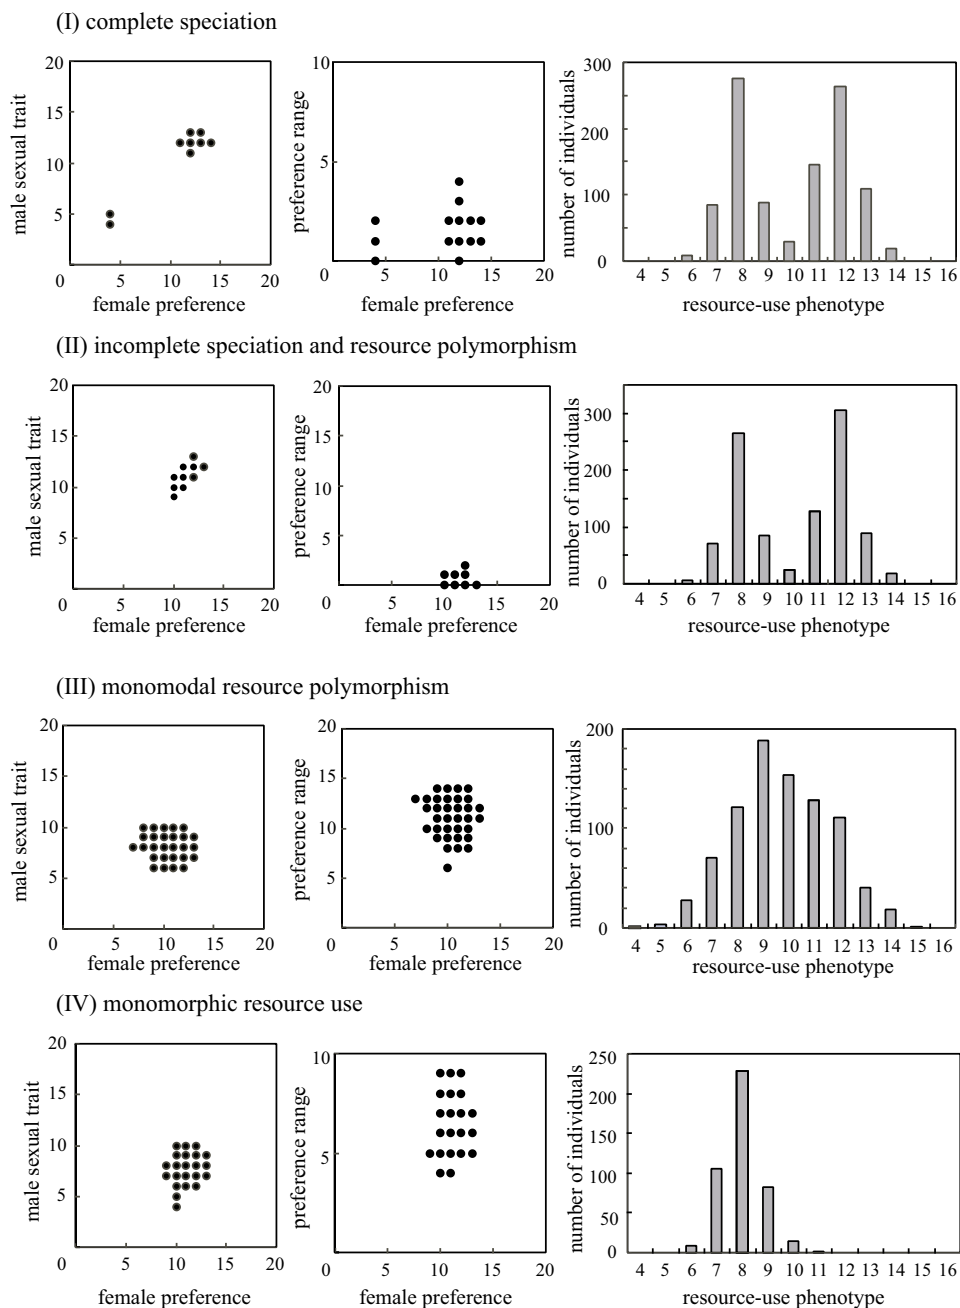 (I) complete speciation
20
15
10
5
0
5
10
15
20
male sexual trait
female preference
10
5
0
5
10
15
20
preference range
female preference
300
200
100
0
4 5 6 7 8 9 10 11 12 13 14 15 16
number of individuals
resource-use phenotype
(II) incomplete speciation and resource polymorphism
20
15
10
5
0
5
10
15
20
male sexual trait
female preference
20
15
10
5
0
5
10
15
20
preference range
female preference
300
200
100
0
4 5 6 7 8 9 10 11 12 13 14 15 16
number of individuals
resource-use phenotype
(III) monomodal resource polymorphism
20
15
10
5
0
5
10
15
20
male sexual trait
female preference
20
15
10
5
0
5
10
15
20
preference range
female preference
200
100
0
4 5 6 7 8 9 10 11 12 13 14 15 16
number of individuals
resource-use phenotype
(IV) monomorphic resource use
20
15
10
5
0
5
10
15
20
male sexual trait
female preference
10
5
0
5
10
15
20
preference range
female preference
250
200
150
100
50
0
4 5 6 7 8 9 10 11 12 13 14 15 16
number of individuals
resource-use phenotype